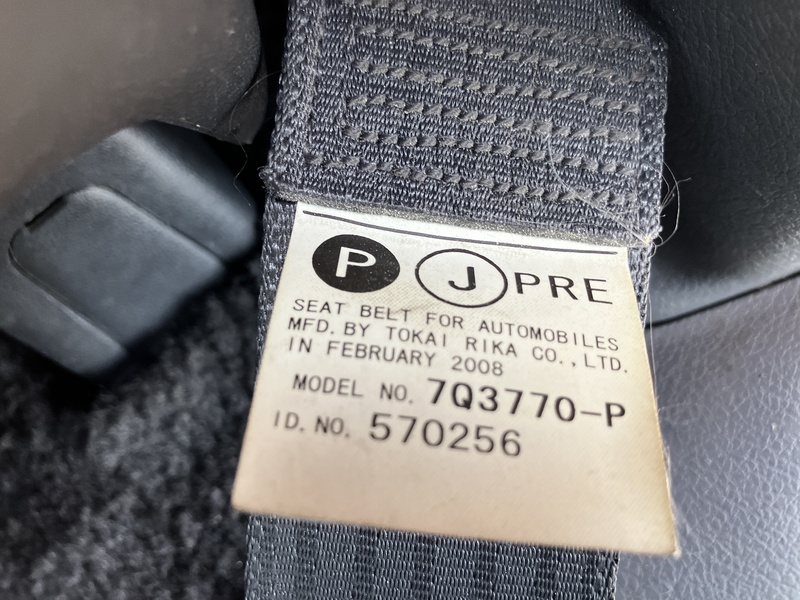 P J PRE
SEAT BELT FOR AUTOMOBILES
MFD. BY TOKAI RIKA CO., LTD.
IN FEBRUARY 2008
MODEL NO. 7Q3770-P
ID. NO. 570256